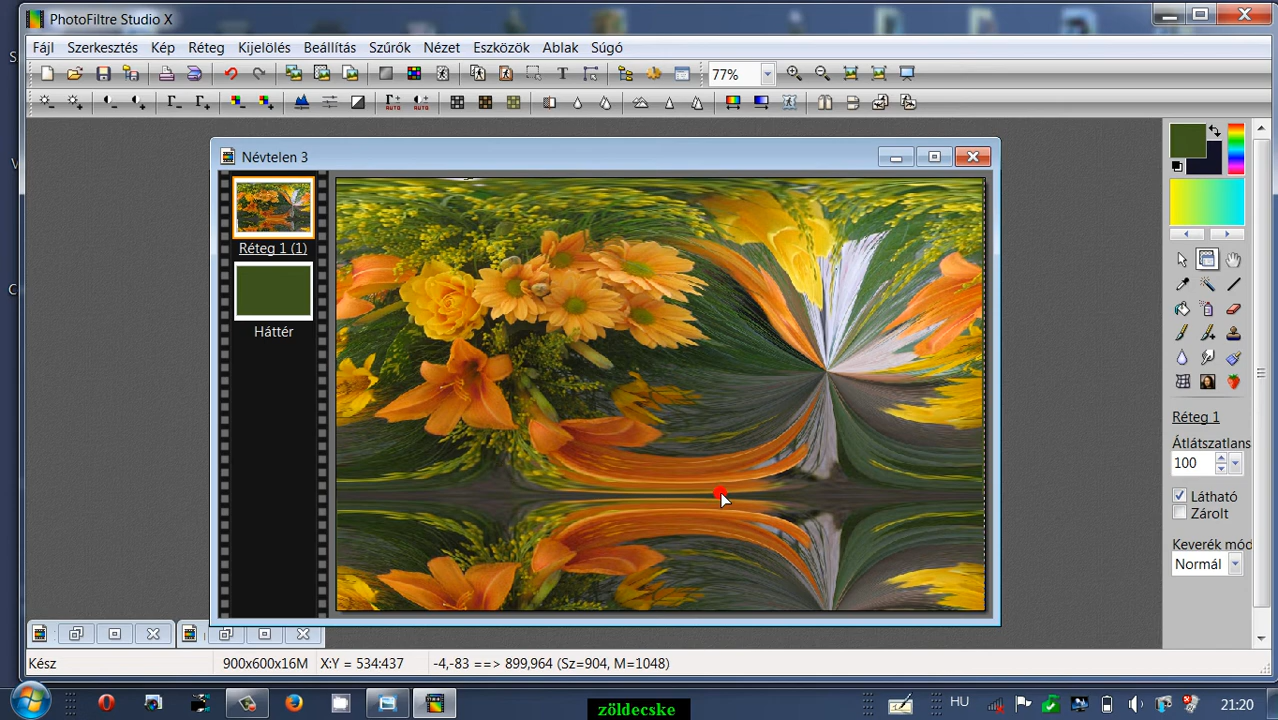 PhotoFiltre Studio X
Fájl Szerkesztés Kép Réteg Kijelölés Beállítás Szűrők Nézet Eszközök Ablak Súgó
77%
AUTO AUTO
Névtelen 3
Réteg 1 (1)
Háttér
Réteg 1
Átlátszatlans
100
Látható
Zárolt
Keverék mód
Normál
Kész 900x600x16M X:Y = 534:437 -4,-83 ==> 899,964 (Sz=904, M=1048)
HU 21:20
zöldecske